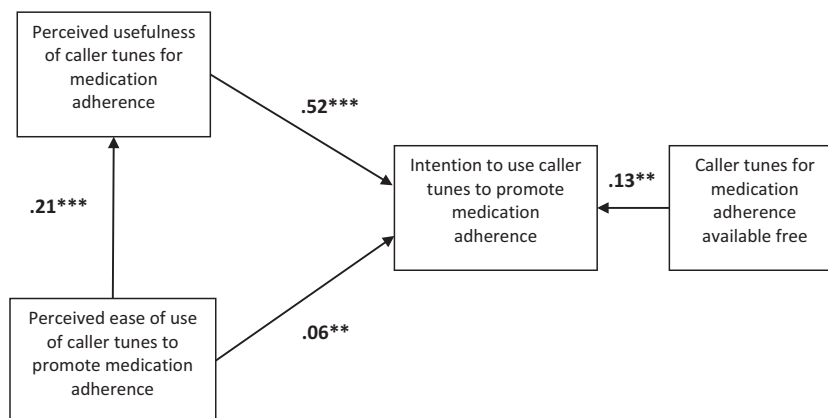 Perceived usefulness
of caller tunes for
medication
adherence
.52***
Intention to use caller
tunes to promote
medication
adherence
.13**
Caller tunes for
medication
adherence
available free
.21***
Perceived ease of use
of caller tunes to
promote medication
adherence
.06**